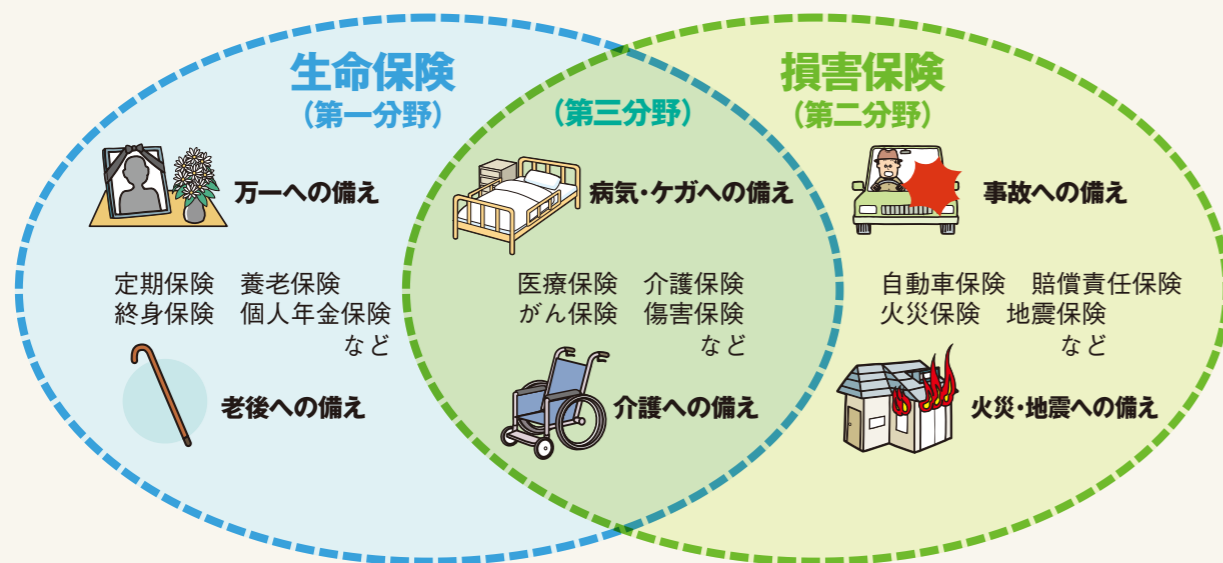 生命保険
(第一分野)
万一への備え
定期保険 養老保険
終身保険 個人年金保険
など
老後への備え
(第三分野)
病気・ケガへの備え
医療保険 介護保険
がん保険 傷害保険
など
介護への備え
損害保険
(第二分野)
事故への備え
自動車保険 賠償責任保険
火災保険 地震保険
など
火災・地震への備え